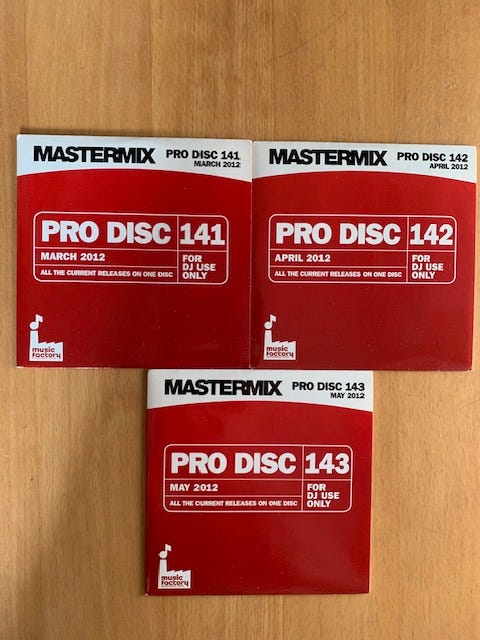 MASTERMIX PRO DISC 141
MARCH 2012
PRO DISC 141
MARCH 2012
ALL THE CURRENT RELEASES ON ONE DISC
FOR
DJ USE
ONLY
music
factory
MASTERMIX PRO DISC 142
APRIL 2012
PRO DISC 142
APRIL 2012
ALL THE CURRENT RELEASES ON ONE DISC
FOR
DJ USE
ONLY
music
factory
MASTERMIX PRO DISC 143
MAY 2012
PRO DISC 143
MAY 2012
ALL THE CURRENT RELEASES ON ONE DISC
FOR
DJ USE
ONLY
music
factory